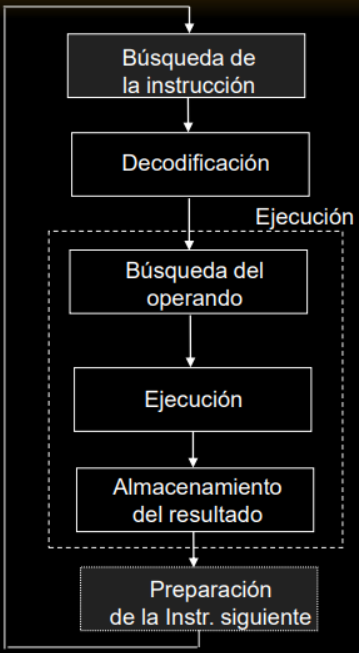 Búsqueda de
la instrucción
Decodificación
Ejecución
Búsqueda del
operando
Ejecución
Almacenamiento
del resultado
Preparación
de la Instr. siguiente